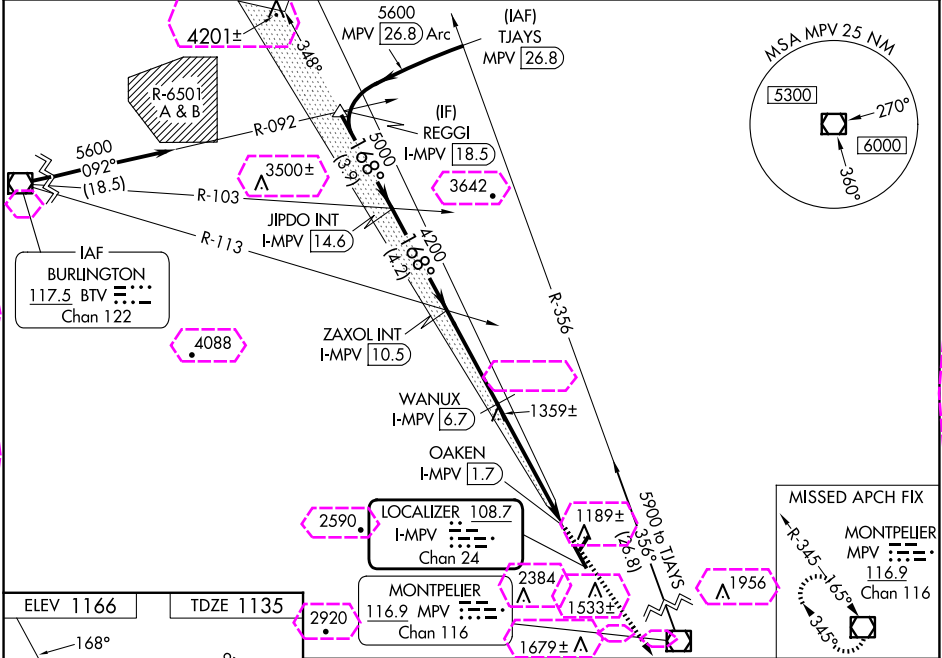 5600
MPV 26.8 Arc
(IAF)
TJAYS
MPV 26.8
4201±
348°
MSA MPV 25 NM
5300
270°
6000
360°
R-6501
A & B
R-092
5600
092°
(18.5)
(IF)
REGGI
I-MPV 18.5
5000
168°
(3.9)
3500±
3642
R-103
JIPDO INT
I-MPV 14.6
4200
168°
(4.2)
R-113
IAF
BURLINGTON
117.5 BTV
Chan 122
R-356
4088
ZAXOL INT
I-MPV 10.5
WANUX
I-MPV 6.7
1359±
OAKEN
I-MPV 1.7
2590
LOCALIZER 108.7
I-MPV
Chan 24
1189±
5900 to TJAYS
356°
(26.8)
MISSED APCH FIX
MONTPELIER
MPV
116.9
Chan 116
R-345
165°
345°
MONTPELIER
116.9 MPV
Chan 116
2384
1533±
1956
ELEV 1166
TDZE 1135
2920
1679±
168°